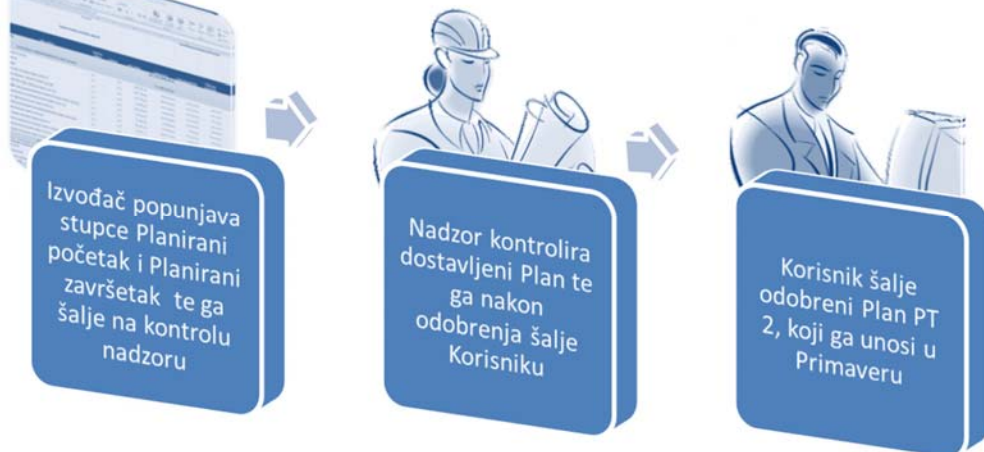 Izvođač popunjava
stupce Planirani
početak i Planirani
završetak te ga
šalje na kontrolu
nadzoru
Nadzor kontrolira
dostavljeni Plan te
ga nakon
odobrenja šalje
Korisniku
Korisnik šalje
odobreni Plan PT
2, koji ga unosi u
Primaveru